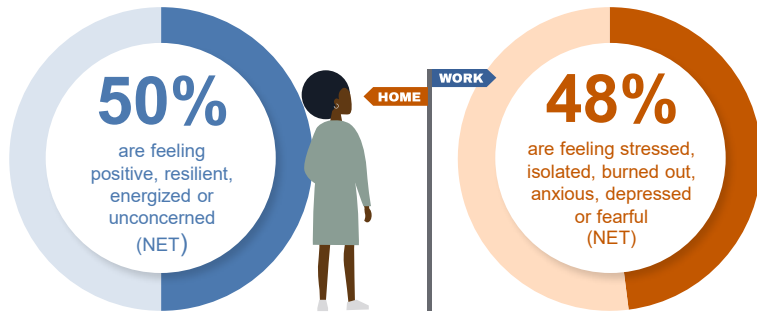 50%
are feeling
positive, resilient,
energized or
unconcerned
(NET)
HOME
WORK
48%
are feeling stressed,
isolated, burned out,
anxious, depressed
or fearful
(NET)